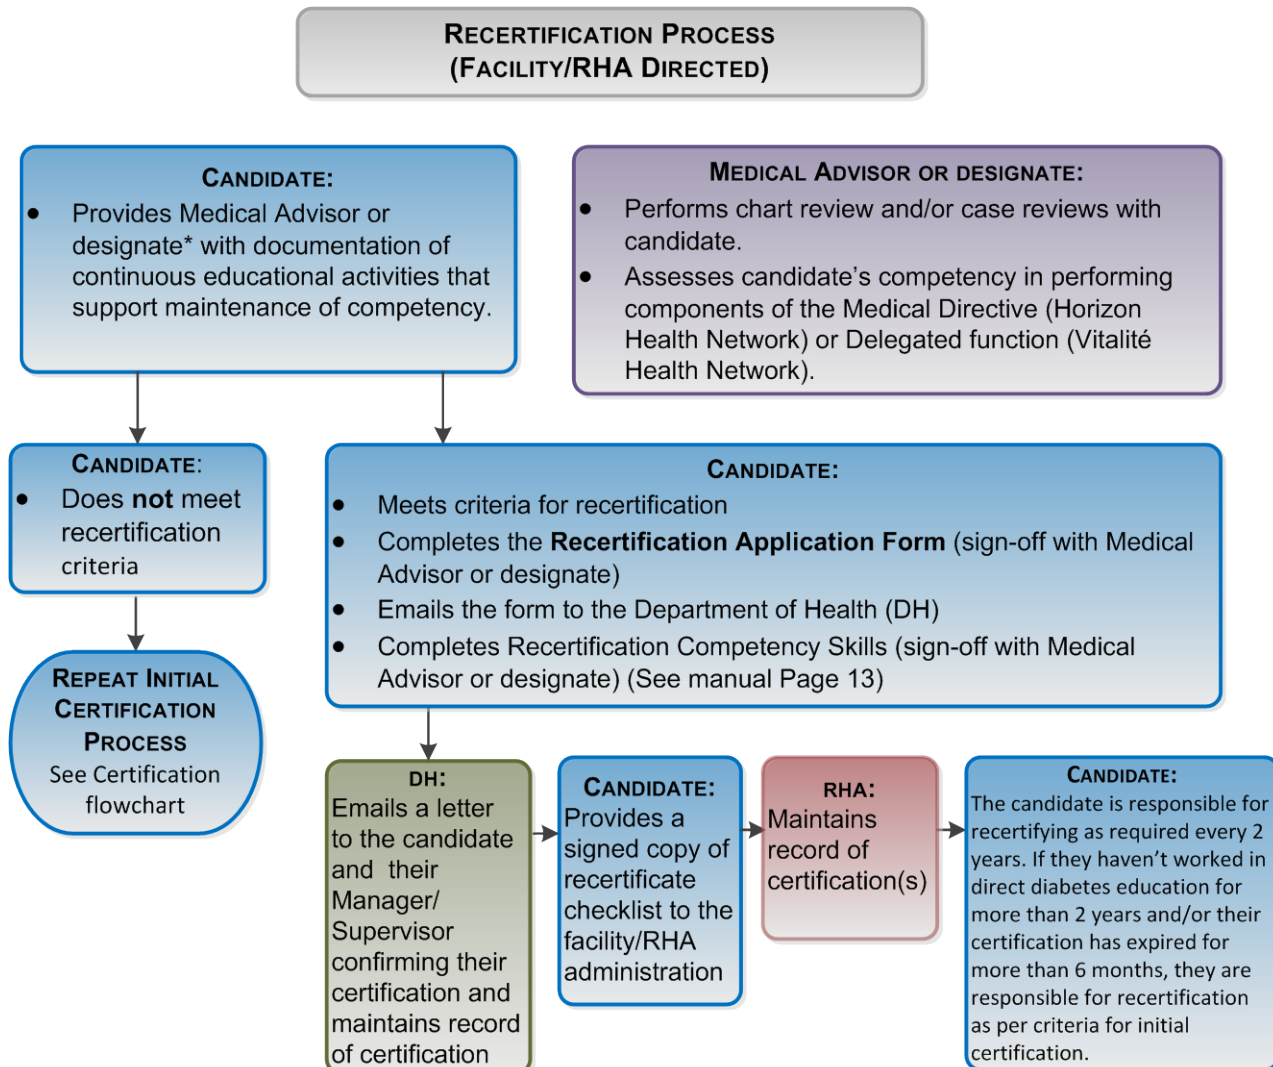 RECERTIFICATION PROCESS
(FACILITY/RHA DIRECTED)
CANDIDATE:
• Provides Medical Advisor or
designate* with documentation of
continuous educational activities that
support maintenance of competency.
MEDICAL ADVISOR OR DESIGNATE:
• Performs chart review and/or case reviews with
candidate.
• Assesses candidate’s competency in performing
components of the Medical Directive (Horizon
Health Network) or Delegated function (Vitalité
Health Network).
CANDIDATE:
• Does not meet
recertification
criteria
REPEAT INITIAL
CERTIFICATION
PROCESS
See Certification
flowchart
CANDIDATE:
• Meets criteria for recertification
• Completes the Recertification Application Form (sign-off with Medical
Advisor or designate)
• Emails the form to the Department of Health (DH)
• Completes Recertification Competency Skills (sign-off with Medical
Advisor or designate) (See manual Page 13)
DH:
Emails a letter
to the candidate
and their
Manager/
Supervisor
confirming their
certification and
maintains record
of certification
CANDIDATE:
Provides a
signed copy of
recertificate
checklist to the
facility/RHA
administration
RHA:
Maintains
record of
certification(s)
CANDIDATE:
The candidate is responsible for
recertifying as required every 2
years. If they haven’t worked in
direct diabetes education for
more than 2 years and/or their
certification has expired for
more than 6 months, they are
responsible for recertification
as per criteria for initial
certification.